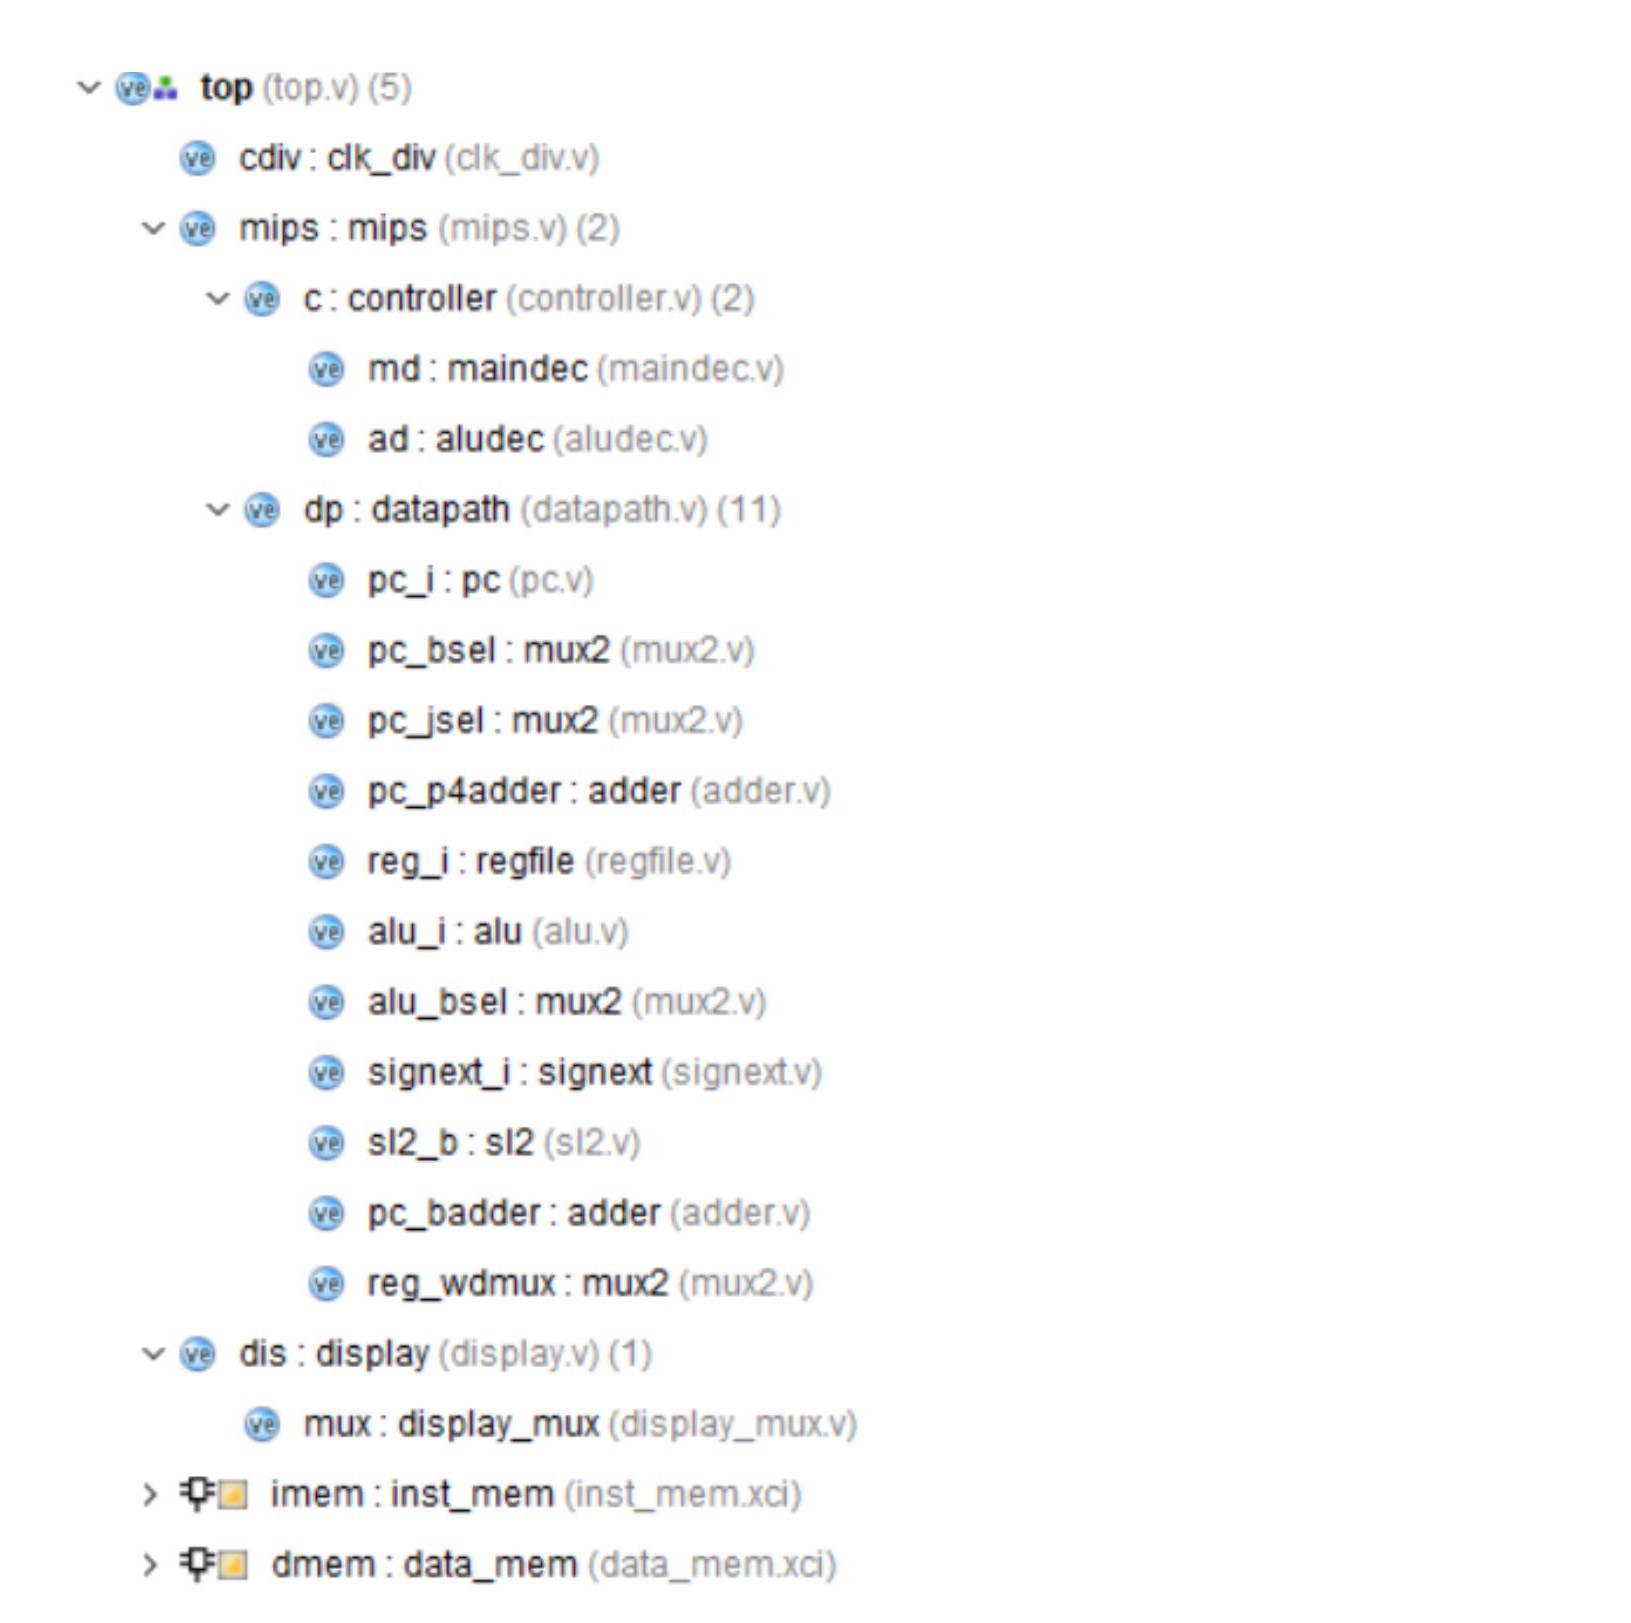 top (top.v) (5)
cdiv : clk_div (clk_div.v)
mips : mips (mips.v) (2)
c : controller (controller.v) (2)
md : maindec (maindec.v)
ad : aludec (aludec.v)
dp : datapath (datapath.v) (11)
pc_i : pc (pc.v)
pc_bsel : mux2 (mux2.v)
pc_jsel : mux2 (mux2.v)
pc_p4adder : adder (adder.v)
reg_i : regfile (regfile.v)
alu_i : alu (alu.v)
alu_bsel : mux2 (mux2.v)
signext_i : signext (signext.v)
sl2_b : sl2 (sl2.v)
pc_badder : adder (adder.v)
reg_wdmux : mux2 (mux2.v)
dis : display (display.v) (1)
mux : display_mux (display_mux.v)
imem : inst_mem (inst_mem.xci)
dmem : data_mem (data_mem.xci)